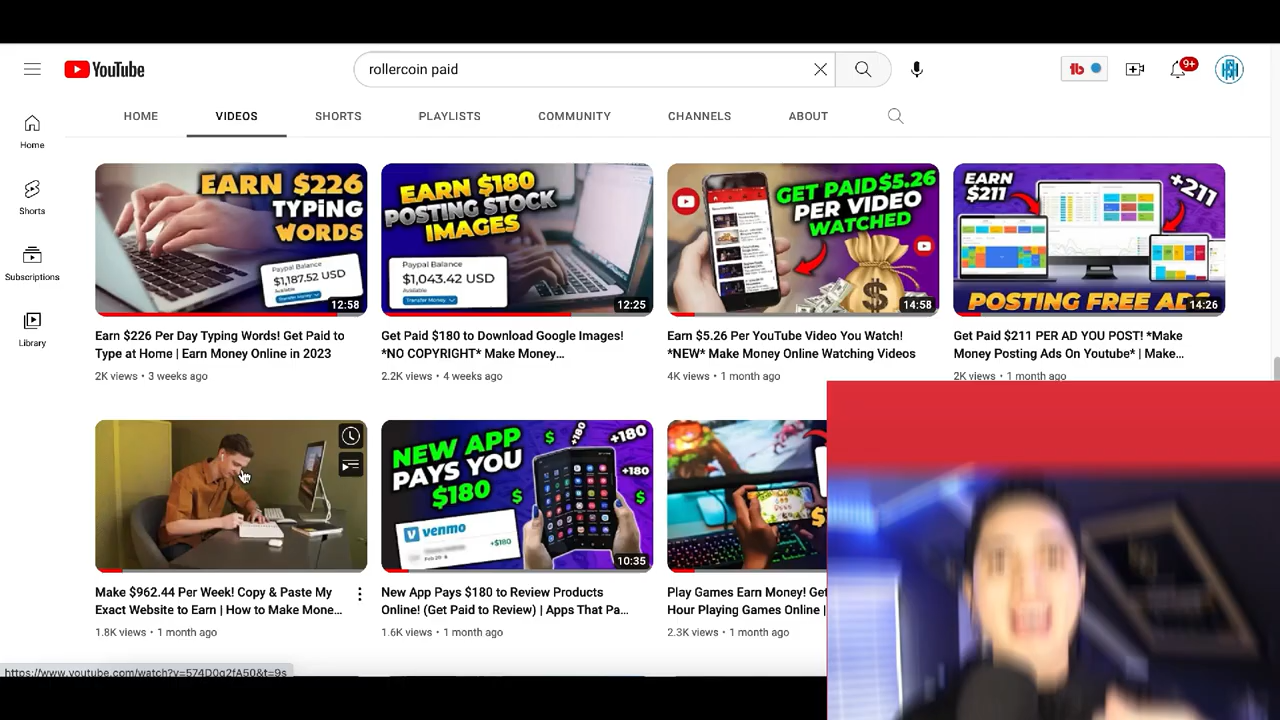 YouTube
rollercoin paid
tb
9+
HOME
VIDEOS
SHORTS
PLAYLISTS
COMMUNITY
CHANNELS
ABOUT
Home
Shorts
Subscriptions
Library
EARN $226
TYPING
WORDS
Paypal Balance
$1,187.52 USD
Available
Transfer Money
12:58
Earn $226 Per Day Typing Words! Get Paid to
Type at Home | Earn Money Online in 2023
2K views • 3 weeks ago
EARN $180
POSTING STOCK
IMAGES
Paypal Balance
$1,043.42 USD
Available
Transfer Money
12:25
Get Paid $180 to Download Google Images!
*NO COPYRIGHT* Make Money...
2.2K views • 4 weeks ago
GET PAID $5.26
PER VIDEO
WATCHED
14:58
Earn $5.26 Per YouTube Video You Watch!
*NEW* Make Money Online Watching Videos
4K views • 1 month ago
EARN
$211
+211
POSTING FREE ADS
14:26
Get Paid $211 PER AD YOU POST! *Make
Money Posting Ads On Youtube* | Make...
2K views • 1 month ago
Make $962.44 Per Week! Copy & Paste My
Exact Website to Earn | How to Make Mone...
1.8K views • 1 month ago
NEW APP
PAYS YOU
$180
+180
+180
+180
venmo
+$180
10:35
New App Pays $180 to Review Products
Online! (Get Paid to Review) | Apps That Pa...
1.6K views • 1 month ago
Play Games Earn Money! Get
Hour Playing Games Online |
2.3K views • 1 month ago